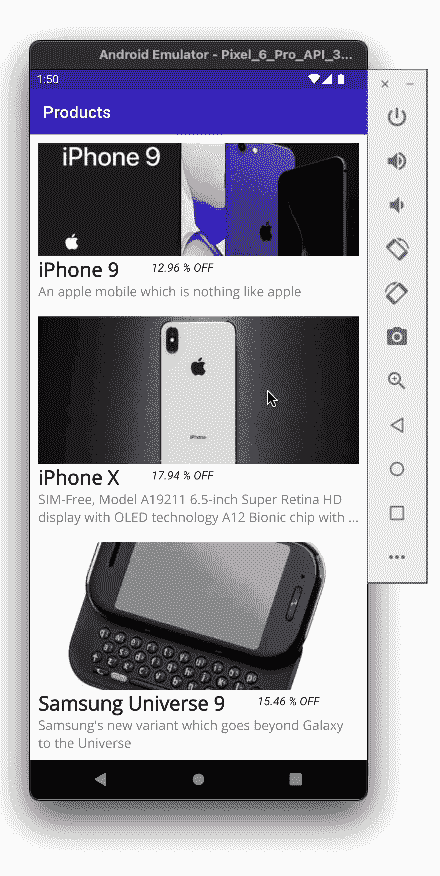 Android Emulator - Pixel_6_Pro_API_3...
1:50
Products
iPhone 9
iPhone 9
12.96 % OFF
An apple mobile which is nothing like apple
iPhone
iPhone X
17.94 % OFF
SIM-Free, Model A19211 6.5-inch Super Retina HD
display with OLED technology A12 Bionic chip with ...
Samsung Universe 9
15.46 % OFF
Samsung's new variant which goes beyond Galaxy
to the Universe